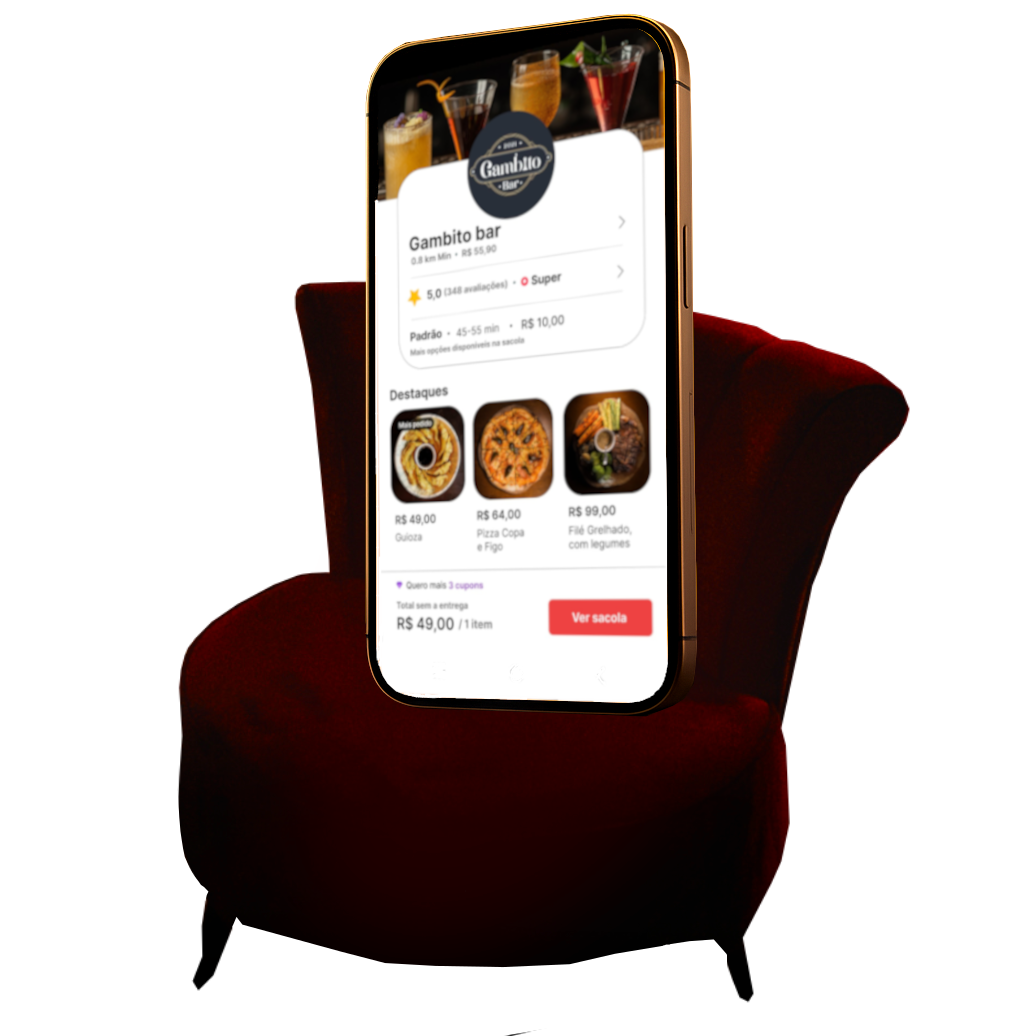 2021
Gambito
Bar
Gambito bar
0.8 km Min • R$ 55,90
5,0 (348 avaliações) • Super
Padrão • 45-55 min • R$ 10,00
Mais opções disponíveis na sacola
Destaques
Mais pedido
R$ 49,00
Guioza
R$ 64,00
Pizza Copa
e Figo
R$ 99,00
Filé Grelhado,
com legumes
Quero mais 3 cupons
Total sem a entrega
R$ 49,00 / 1 item
Ver sacola